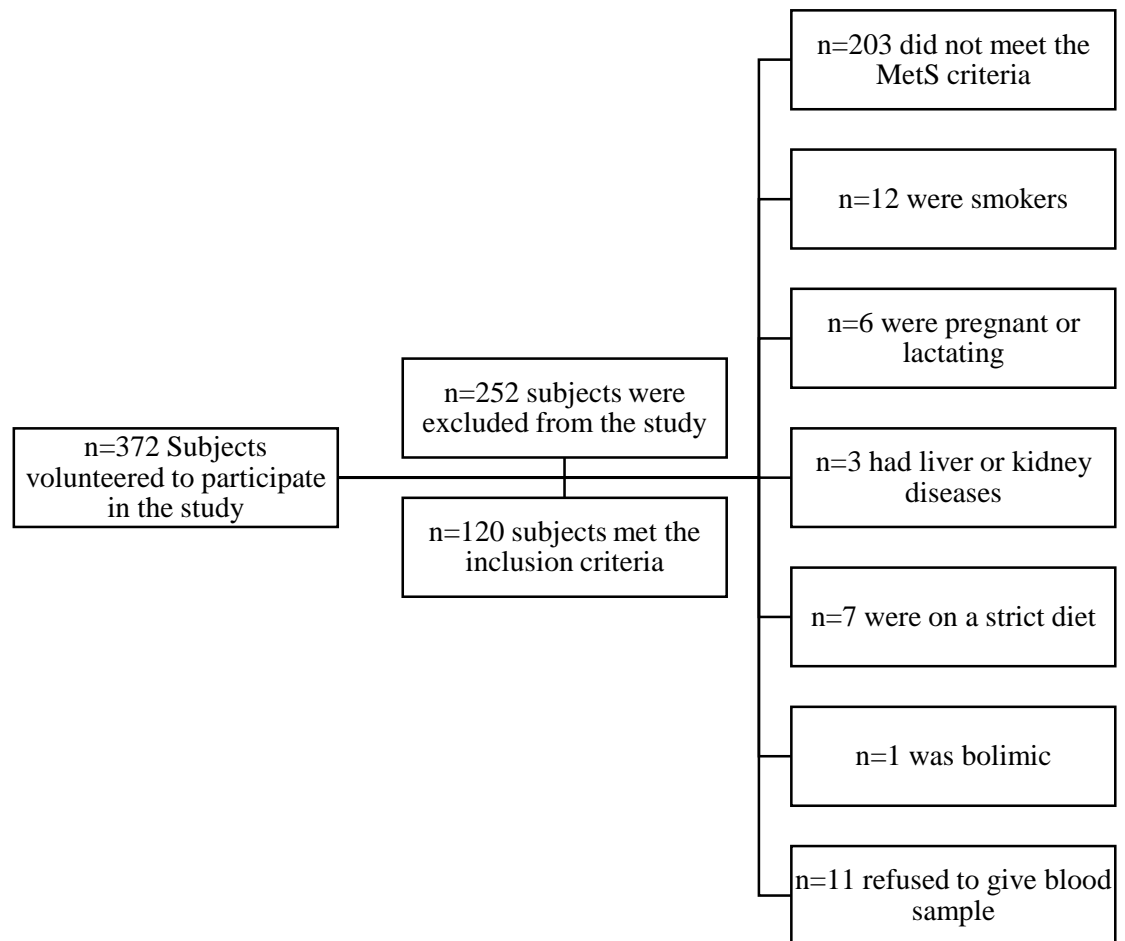 n=372 Subjects
volunteered to participate
in the study
n=252 subjects were
excluded from the study
n=120 subjects met the
inclusion criteria
n=203 did not meet the
MetS criteria
n=12 were smokers
n=6 were pregnant or
lactating
n=3 had liver or kidney
diseases
n=7 were on a strict diet
n=1 was bolimic
n=11 refused to give blood
sample